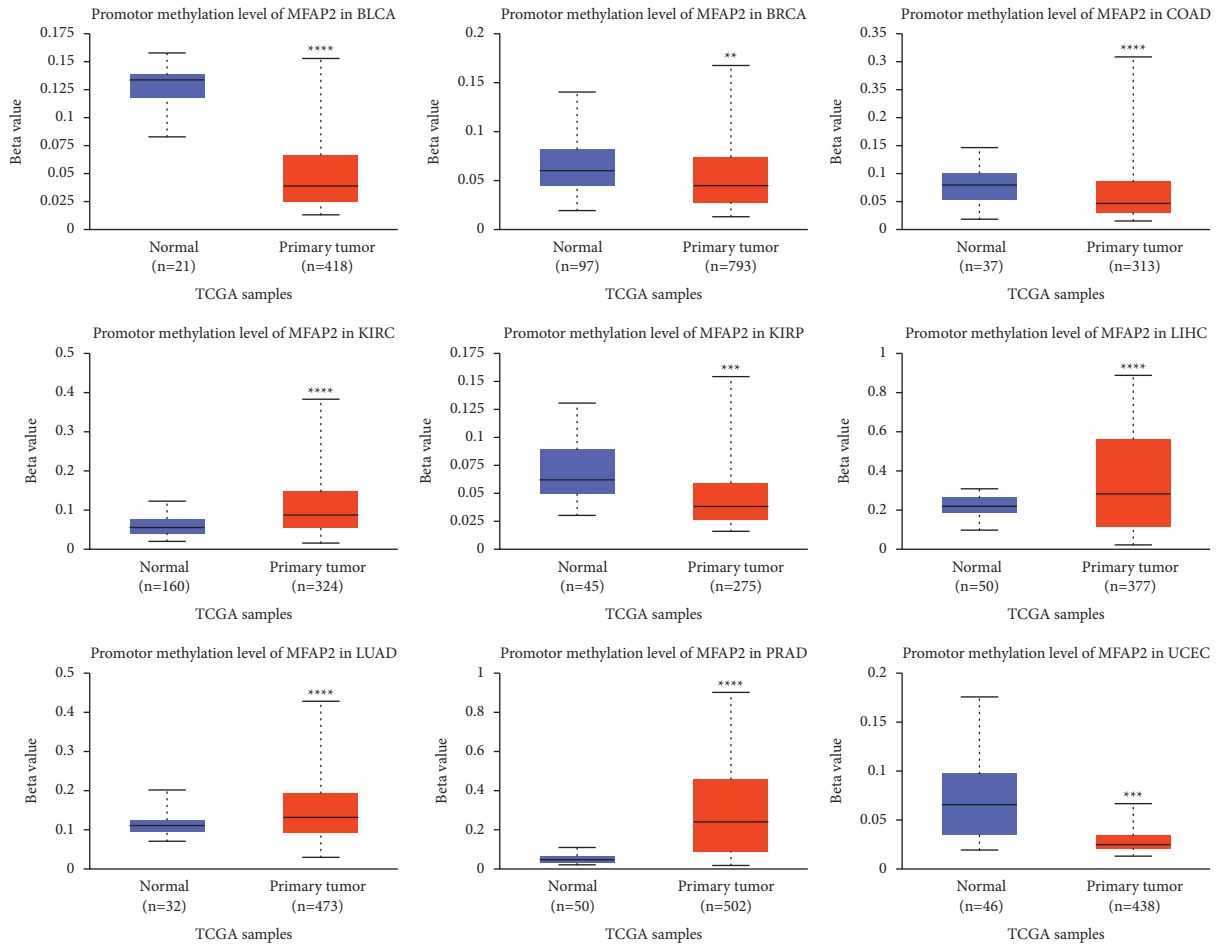 Promotor methylation level of MFAP2 in BLCA
0.175
0.15
0.125
0.1
0.075
0.05
0.025
0
Beta value
****
Normal
(n=21)
Primary tumor
(n=418)
TCGA samples
Promotor methylation level of MFAP2 in BRCA
0.2
0.15
0.1
0.05
0
Beta value
**
Normal
(n=97)
Primary tumor
(n=793)
TCGA samples
Promotor methylation level of MFAP2 in COAD
0.35
0.3
0.35
0.2
0.15
0.1
0.05
0
Beta value
****
Normal
(n=37)
Primary tumor
(n=313)
TCGA samples
Promotor methylation level of MFAP2 in KIRC
0.5
0.4
0.3
0.2
0.1
0
Beta value
****
Normal
(n=160)
Primary tumor
(n=324)
TCGA samples
Promotor methylation level of MFAP2 in KIRP
0.175
0.15
0.125
0.1
0.075
0.05
0.025
0
Beta value
***
Normal
(n=45)
Primary tumor
(n=275)
TCGA samples
Promotor methylation level of MFAP2 in LIHC
1
0.8
0.6
0.4
0.2
0
Beta value
****
Normal
(n=50)
Primary tumor
(n=377)
TCGA samples
Promotor methylation level of MFAP2 in LUAD
0.5
0.4
0.3
0.2
0.1
0
Beta value
****
Normal
(n=32)
Primary tumor
(n=473)
TCGA samples
Promotor methylation level of MFAP2 in PRAD
1
0.8
0.6
0.4
0.2
0
Beta value
****
Normal
(n=50)
Primary tumor
(n=502)
TCGA samples
Promotor methylation level of MFAP2 in UCEC
0.2
0.15
0.1
0.05
0
Beta value
***
Normal
(n=46)
Primary tumor
(n=438)
TCGA samples